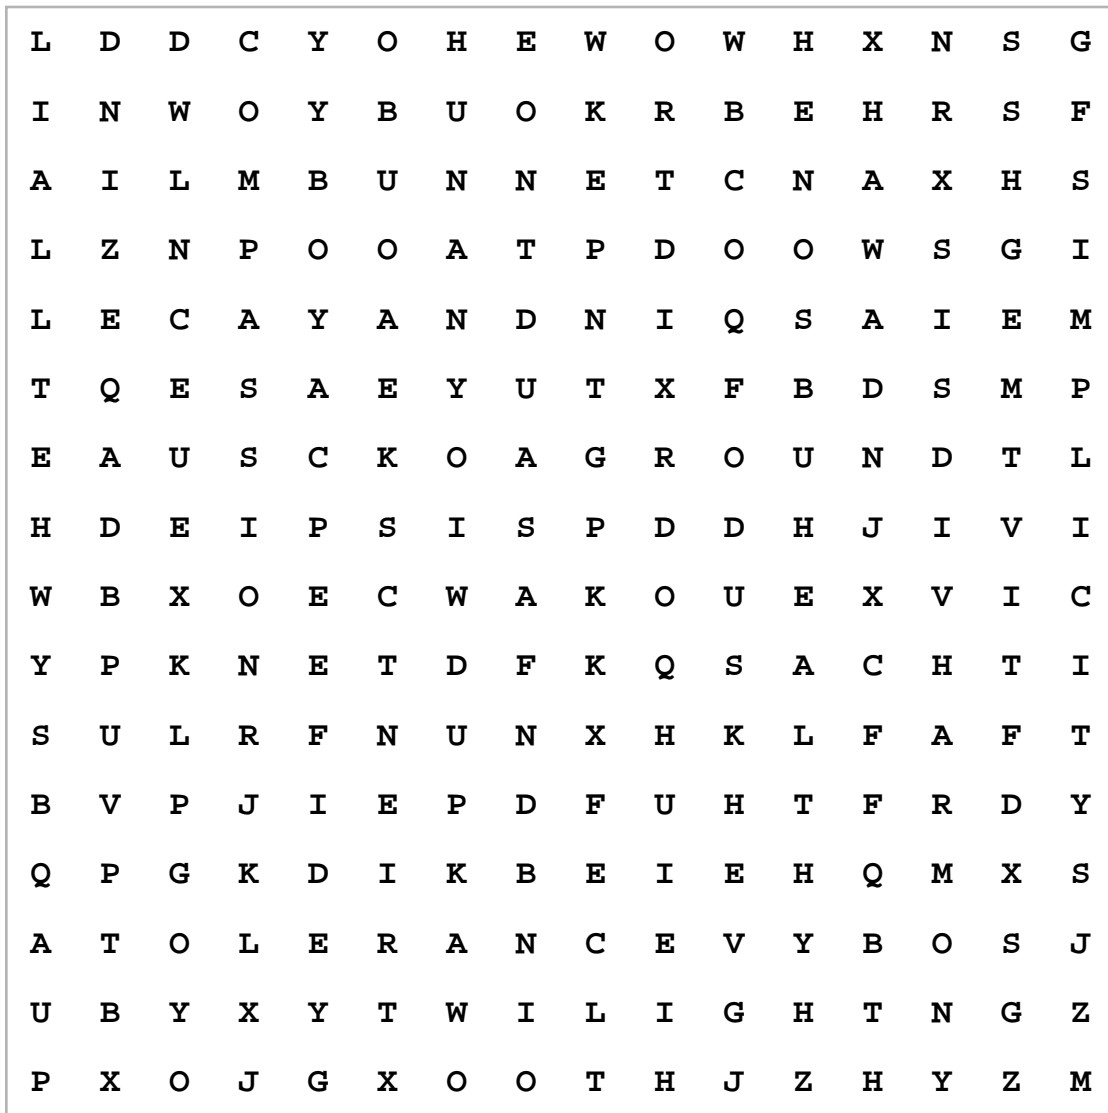 L D D C Y O H E W O W H X N S G
I N W O Y B U O K R B E H R S F
A I L M B U N N E T C N A X H S
L Z N P O O A T P D O O W S G I
L E C A Y A N D N I Q S A I E M
T Q E S A E Y U T X F B D S M P
E A U S C K O A G R O U N D T L
H D E I P S I S P D D H J I V I
W B X O E C W A K O U E X V I C
Y P K N E T D F K Q S A C H T I
S U L R F N U N X H K L F A F T
B V P J I E P D F U H T F R D Y
Q P G K D I K B E I E H Q M X S
A T O L E R A N C E V Y B O S J
U B Y X Y T W I L I G H T N G Z
P X O J G X O O T H J Z H Y Z M